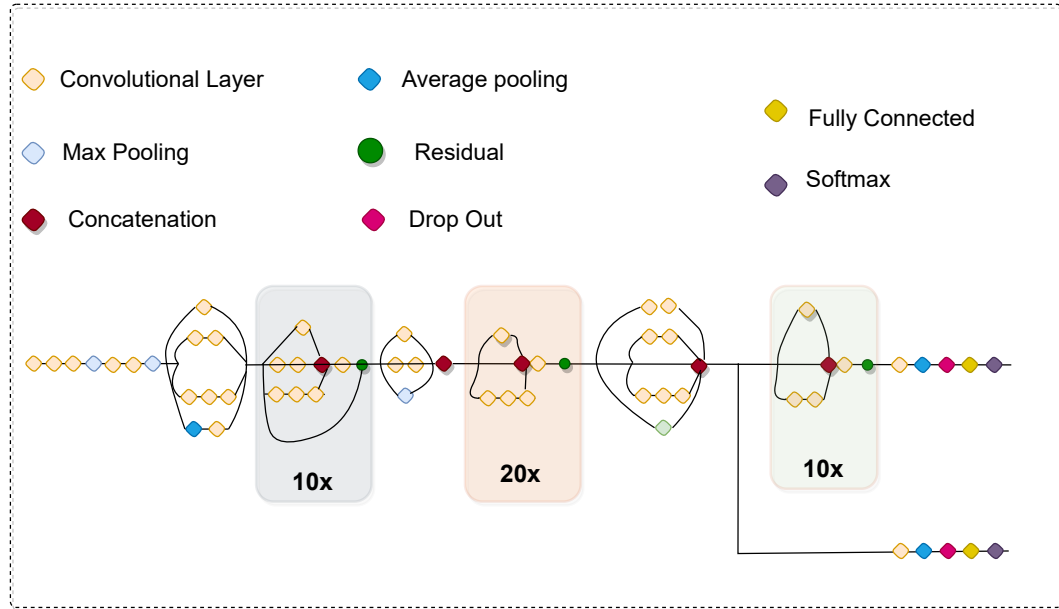 Convolutional Layer
Average pooling
Fully Connected
Max Pooling
Residual
Softmax
Concatenation
Drop Out
10x
20x
10x